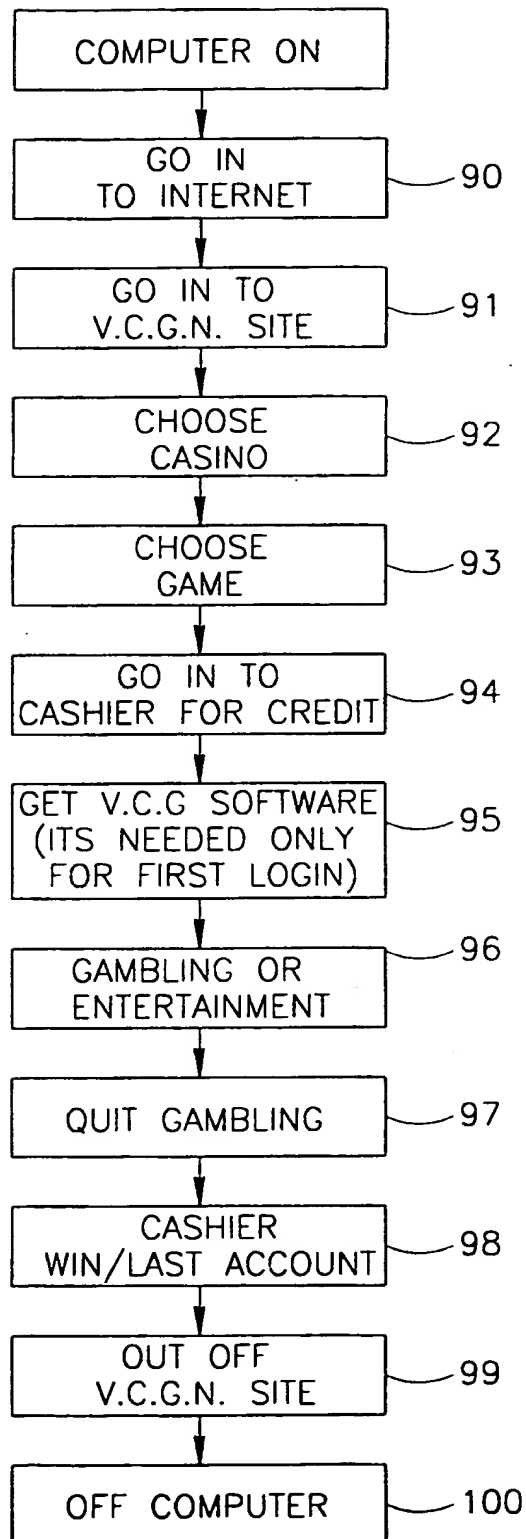 COMPUTER ON
GO IN
TO INTERNET
90
GO IN TO
V.C.G.N. SITE
91
CHOOSE
CASINO
92
CHOOSE
GAME
93
GO IN TO
CASHIER FOR CREDIT
94
GET V.C.G SOFTWARE
(ITS NEEDED ONLY
FOR FIRST LOGIN)
95
GAMBLING OR
ENTERTAINMENT
96
QUIT GAMBLING
97
CASHIER
WIN/LAST ACCOUNT
98
OUT OFF
V.C.G.N. SITE
99
OFF COMPUTER
100